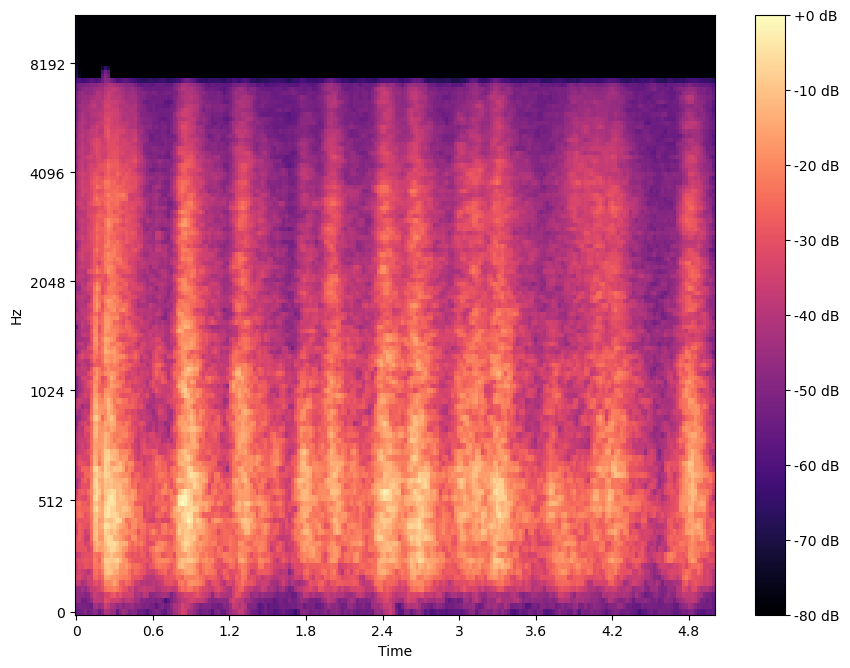 +0 dB
8192
-10 dB
4096
-20 dB
-30 dB
2048
Hz
-40 dB
1024
-50 dB
512
-60 dB
-70 dB
0
-80 dB
0 0.6 1.2 1.8 2.4 3 3.6 4.2 4.8
Time